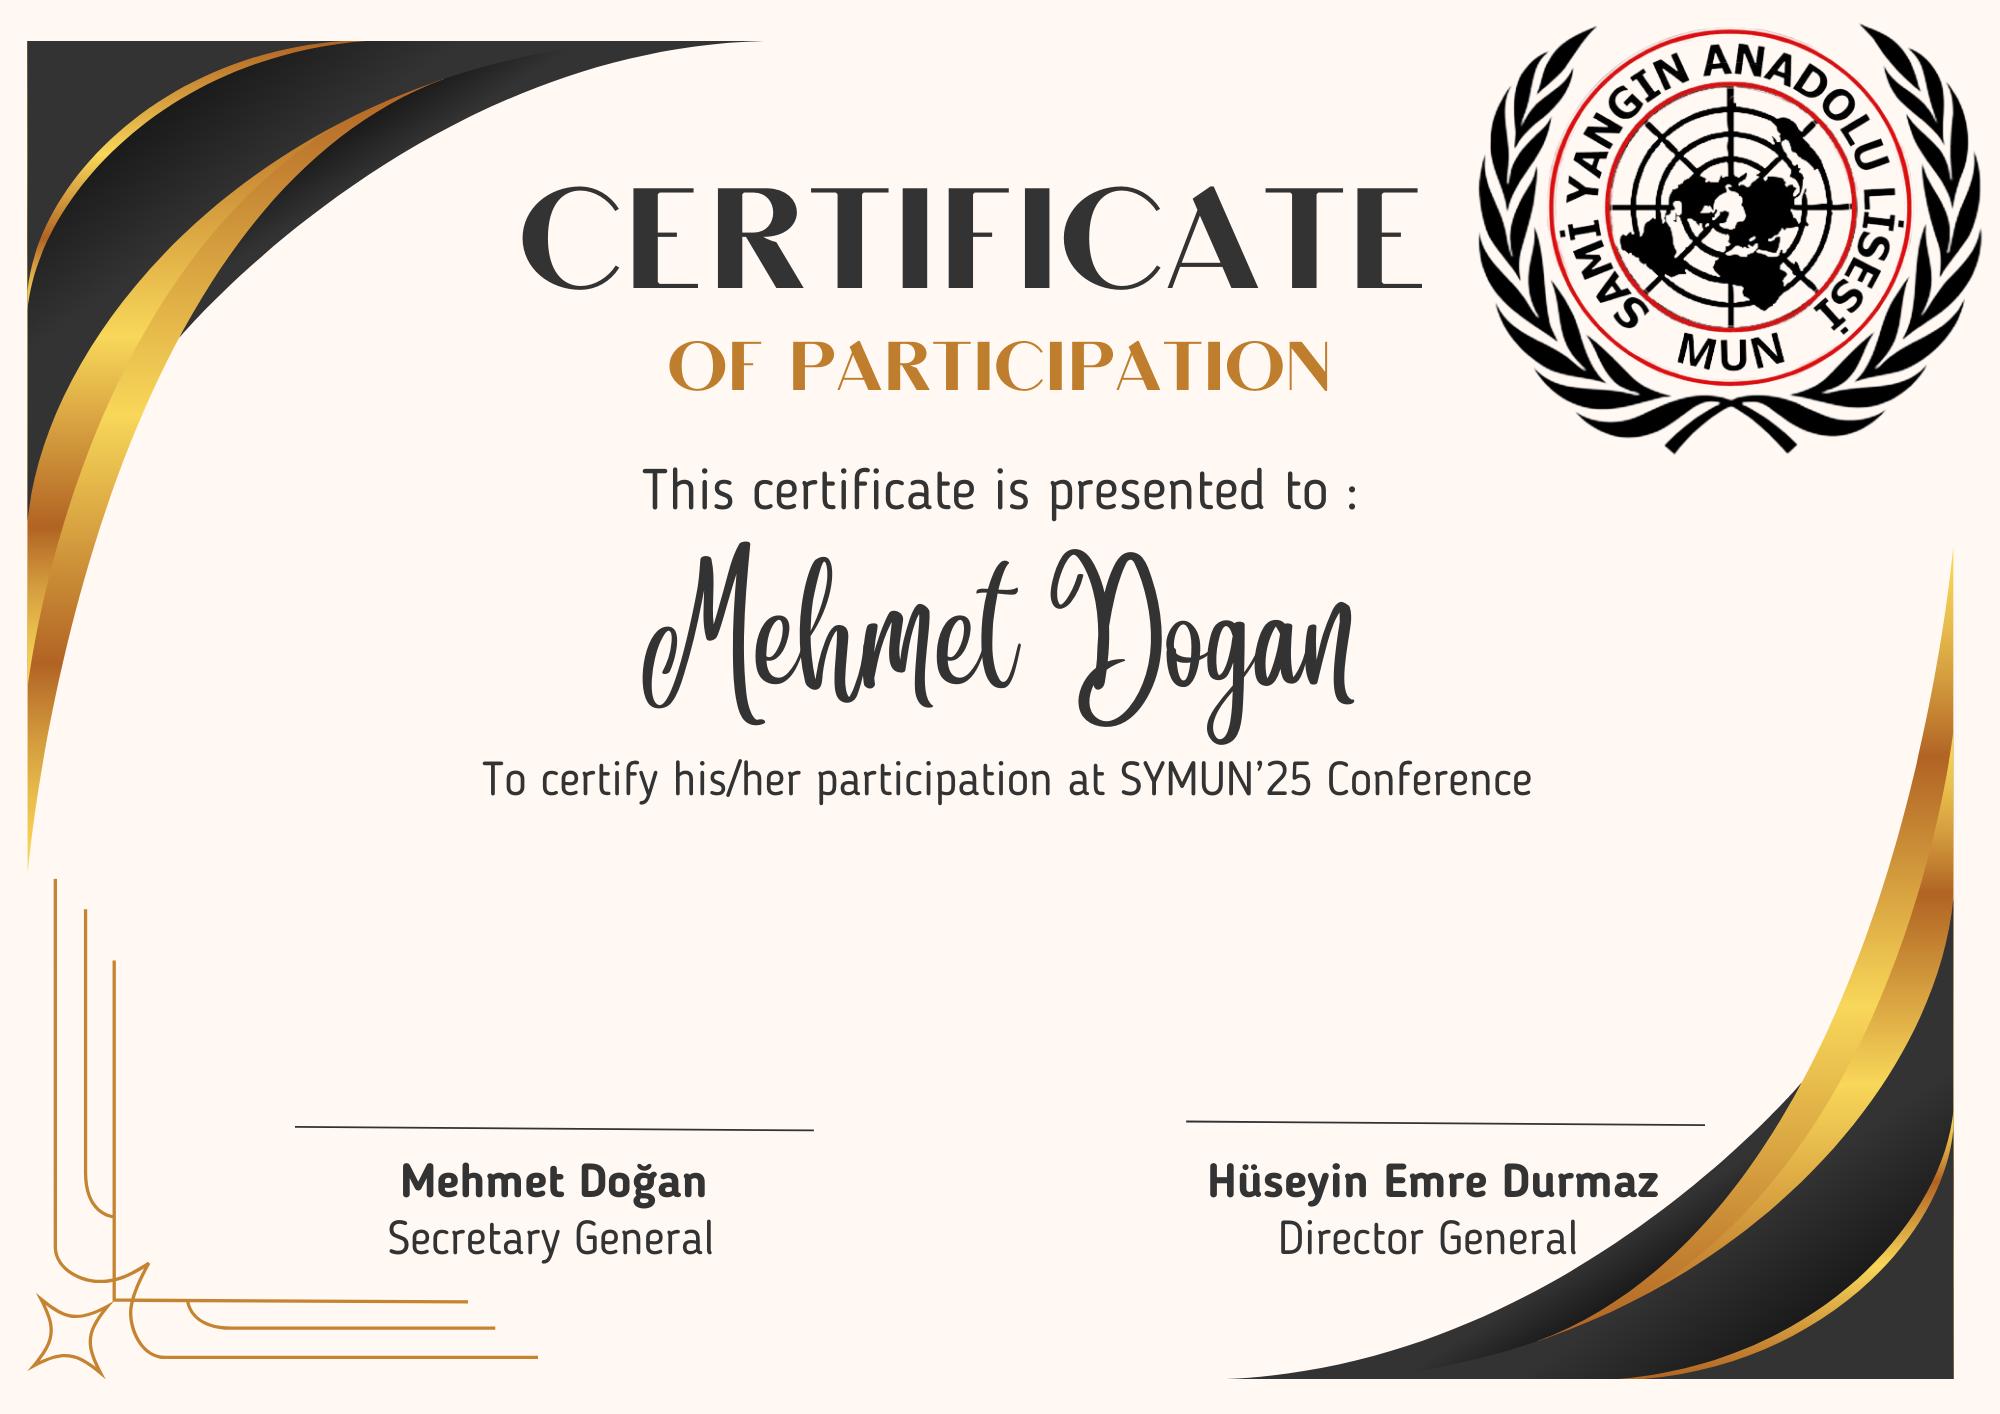 SAMİ YANGIN ANADOLU LİSESİ
MUN
CERTIFICATE
OF PARTICIPATION
This certificate is presented to :
Mehmet Dogan
To certify his/her participation at SYMUN’25 Conference
Mehmet Doğan
Secretary General
Hüseyin Emre Durmaz
Director General